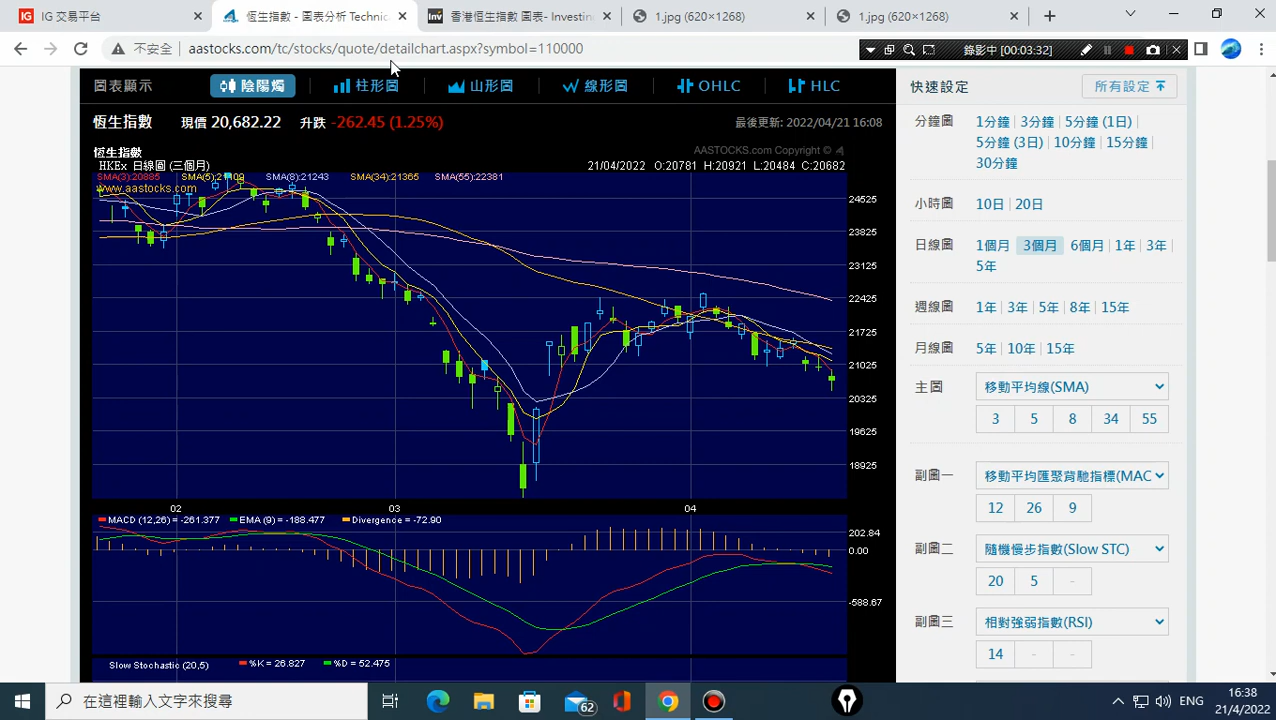 IG 交易平台
恆生指數 - 圖表分析 Technic
香港恒生指數 圖表- Investin
1.jpg (620×1268)
1.jpg (620×1268)
不安全
aastocks.com/tc/stocks/quote/detailchart.aspx?symbol=110000
錄影中 [00:03:32]
圖表顯示
陰陽燭
柱形圖
山形圖
線形圖
OHLC
HLC
恆生指數 現價 20,682.22 升跌 -262.45 (1.25%)
最後更新: 2022/04/21 16:08
恆生指數
AASTOCKS.com Copyright ©
HKEx 日線圖 (三個月)
21/04/2022 O:20781 H:20921 L:20484 C:20682
SMA(3):20885
SMA(8):21243 SMA(34):21365 SMA(55):22381
www.aastocks.com
24525
23825
23125
22425
21725
21025
20325
19625
18925
02 03 04
MACD (12,26) = -261.377 EMA (9) = -188.477 Divergence = -72.90
202.84
0.00
Slow Stochastic (20,5) %K = 26.827 %D = 52.475
快速設定
所有設定
分鐘圖 1分鐘 3分鐘 5分鐘 (1日)
5分鐘 (3日) 10分鐘 15分鐘
30分鐘
小時圖 10日 20日
日線圖 1個月 3個月 6個月 1年 3年
5年
週線圖 1年 3年 5年 8年 15年
月線圖 5年 10年 15年
主圖 移動平均線(SMA)
3 5 8 34 55
副圖一 移動平均匯聚背馳指標(MAC
12 26 9
副圖二 隨機慢步指數(Slow STC)
20 5 -
副圖三 相對強弱指數(RSI)
14 - -
在這裡輸入文字來搜尋
62
ENG
16:38
21/4/2022